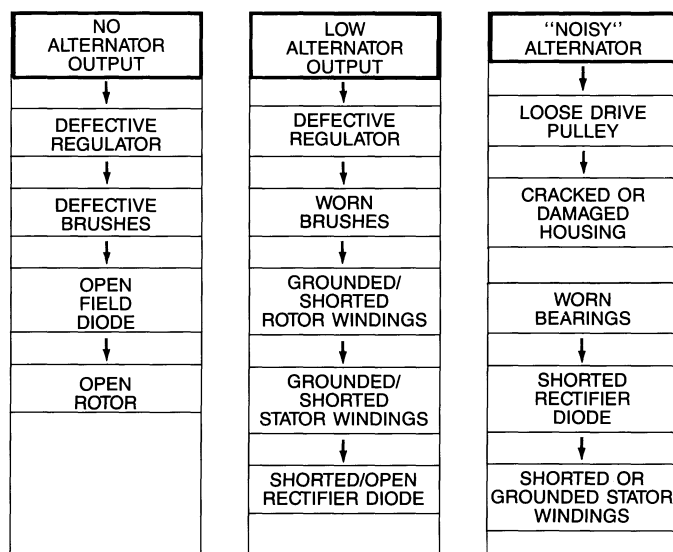 NO
ALTERNATOR
OUTPUT
DEFECTIVE
REGULATOR
DEFECTIVE
BRUSHES
OPEN
FIELD
DIODE
OPEN
ROTOR
LOW
ALTERNATOR
OUTPUT
DEFECTIVE
REGULATOR
WORN
BRUSHES
GROUNDED/
SHORTED
ROTOR WINDINGS
GROUNDED/
SHORTED
STATOR WINDINGS
SHORTED/OPEN
RECTIFIER DIODE
"NOISY"
ALTERNATOR
LOOSE DRIVE
PULLEY
CRACKED OR
DAMAGED
HOUSING
WORN
BEARINGS
SHORTED
RECTIFIER
DIODE
SHORTED OR
GROUNDED STATOR
WINDINGS